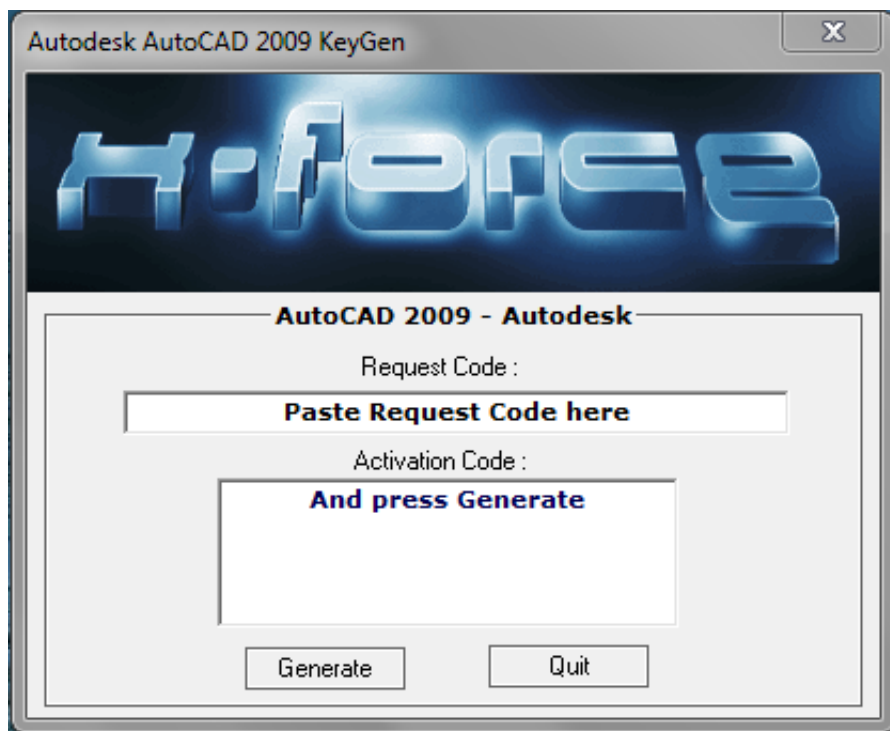 Autodesk AutoCAD 2009 KeyGen
X-force
AutoCAD 2009 - Autodesk
Request Code :
Paste Request Code here
Activation Code :
And press Generate
Generate
Quit